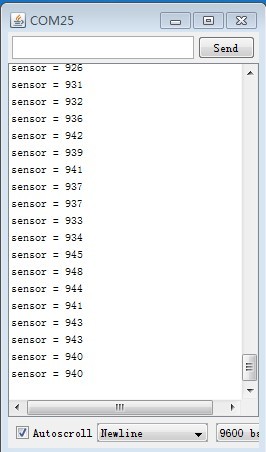 COM25
Send
sensor = 926
sensor = 931
sensor = 932
sensor = 936
sensor = 942
sensor = 939
sensor = 941
sensor = 937
sensor = 937
sensor = 933
sensor = 934
sensor = 945
sensor = 948
sensor = 944
sensor = 941
sensor = 943
sensor = 943
sensor = 940
sensor = 940
Autoscroll Newline 9600